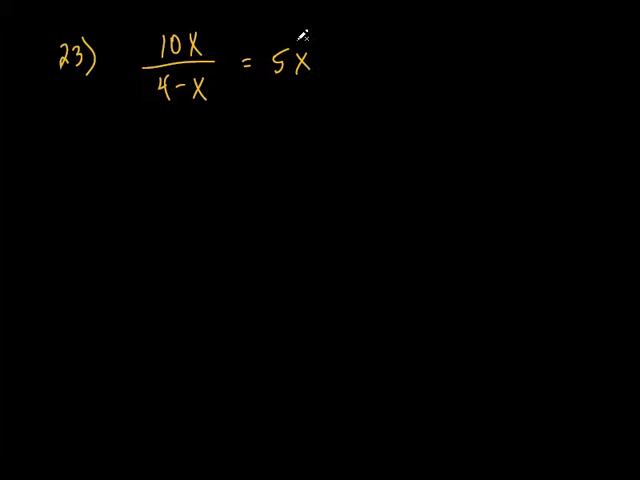 23) 10x / 4-x = 5x